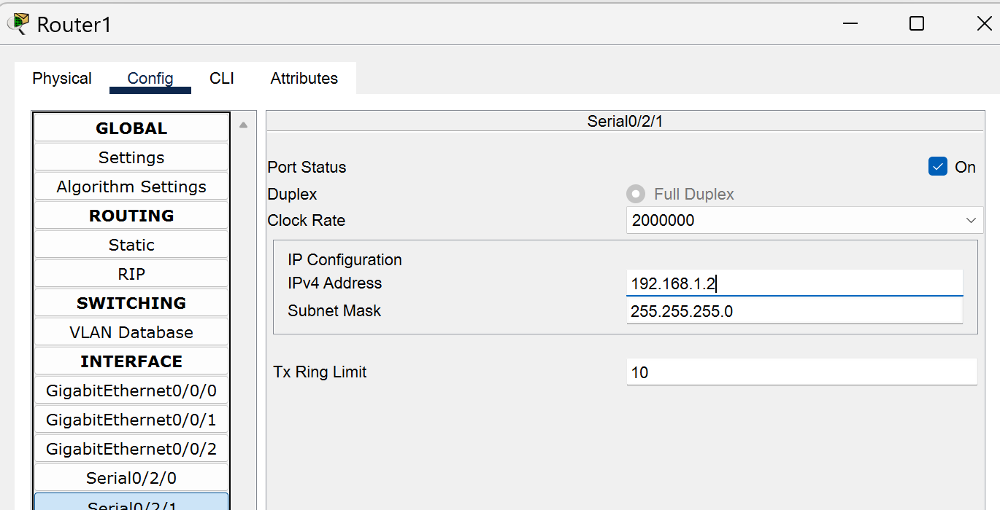 Router1
Physical Config CLI Attributes
GLOBAL
Settings
Algorithm Settings
ROUTING
Static
RIP
SWITCHING
VLAN Database
INTERFACE
GigabitEthernet0/0/0
GigabitEthernet0/0/1
GigabitEthernet0/0/2
Serial0/2/0
Serial0/2/1
Serial0/2/1
Port Status On
Duplex Full Duplex
Clock Rate 2000000
IP Configuration
IPv4 Address 192.168.1.2
Subnet Mask 255.255.255.0
Tx Ring Limit 10